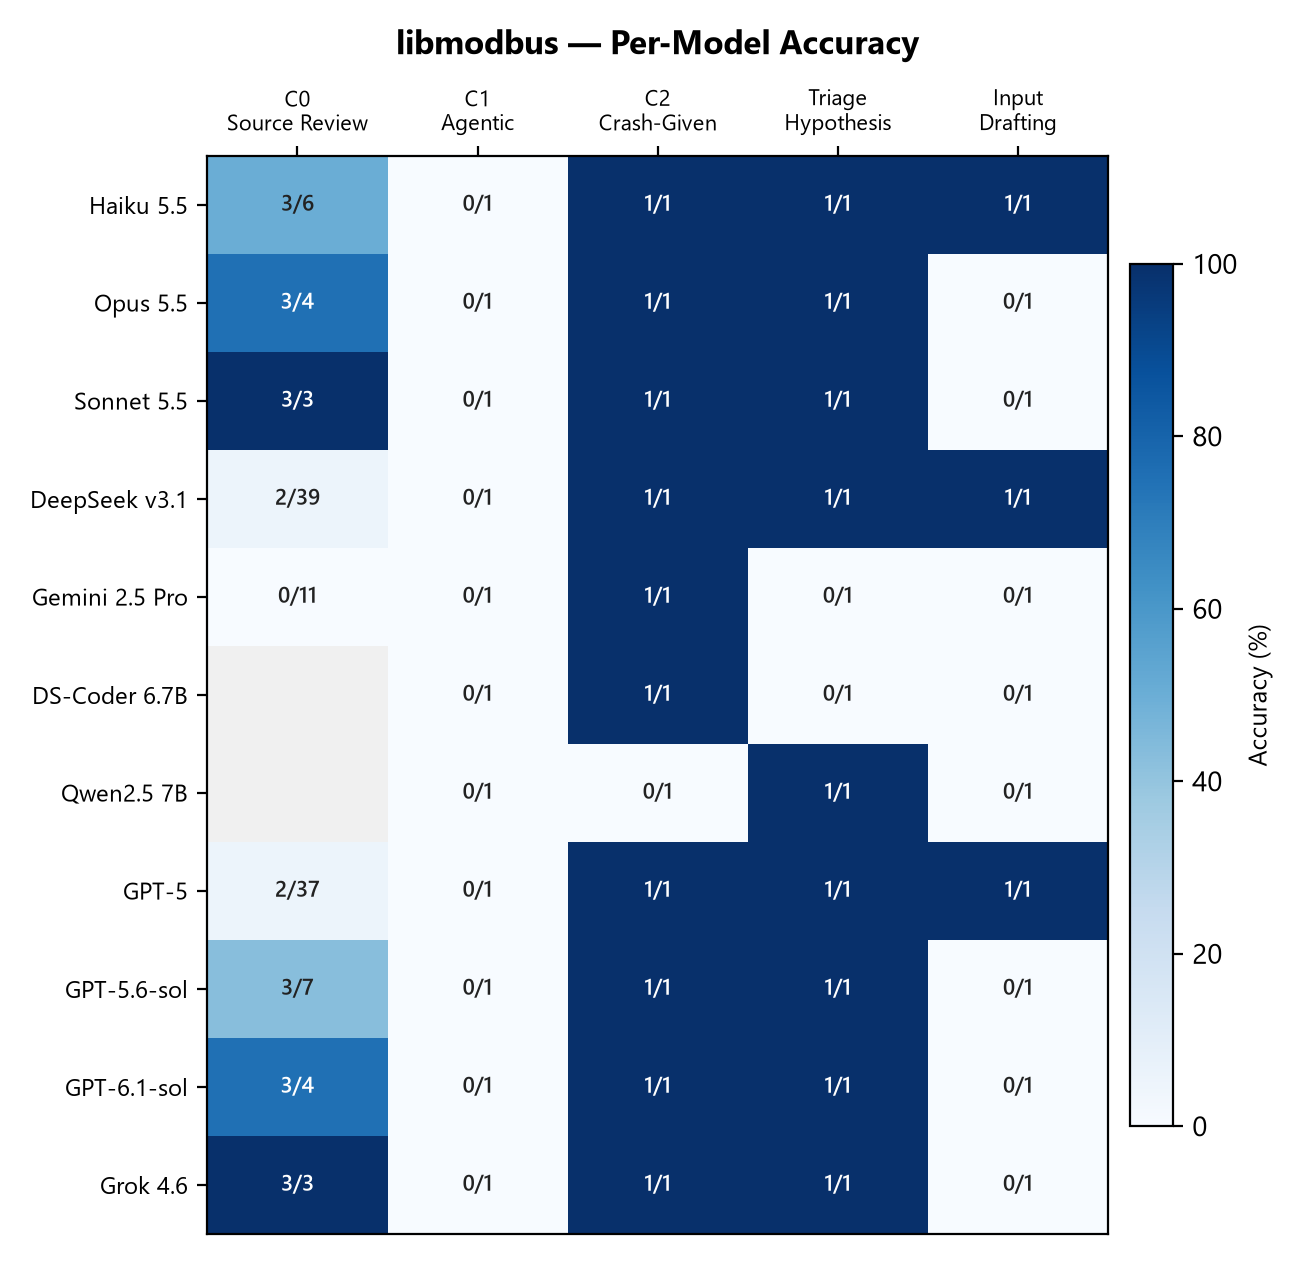 libmodbus — Per-Model Accuracy
C0 C1 C2 Triage Input
Source Review Agentic Crash-Given Hypothesis Drafting
Haiku 5.5 3/6 0/1 1/1 1/1 1/1
Opus 5.5 3/4 0/1 1/1 1/1 0/1
Sonnet 5.5 3/3 0/1 1/1 1/1 0/1
DeepSeek v3.1 2/39 0/1 1/1 1/1 1/1
Gemini 2.5 Pro 0/11 0/1 1/1 0/1 0/1
DS-Coder 6.7B 0/1 1/1 0/1 0/1
Qwen2.5 7B 0/1 0/1 1/1 0/1
GPT-5 2/37 0/1 1/1 1/1 1/1
GPT-5.6-sol 3/7 0/1 1/1 1/1 0/1
GPT-6.1-sol 3/4 0/1 1/1 1/1 0/1
Grok 4.6 3/3 0/1 1/1 1/1 0/1
100
80
60
40
20
0
Accuracy (%)